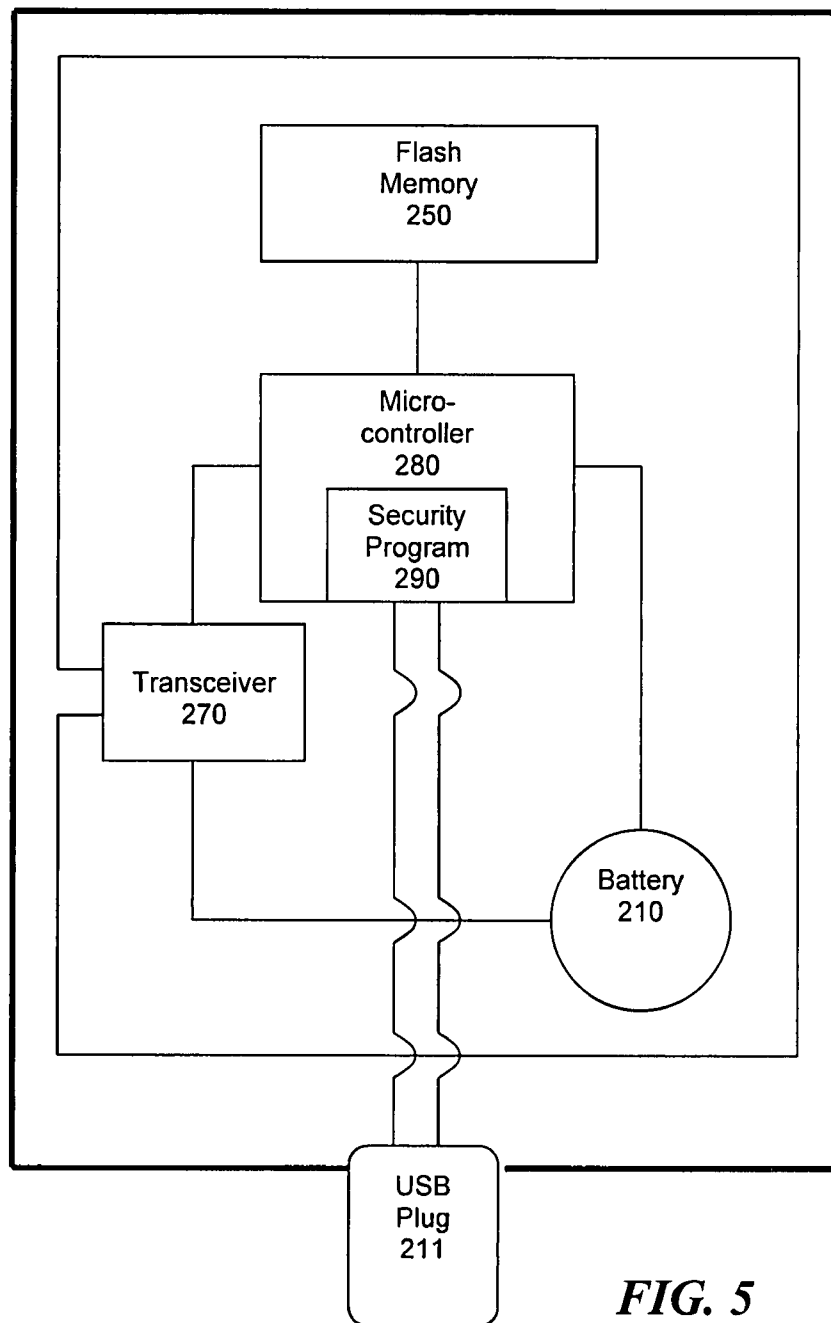 Flash
Memory
250
Micro-
controller
280
Security
Program
290
Transceiver
270
Battery
210
USB
Plug
211
FIG. 5